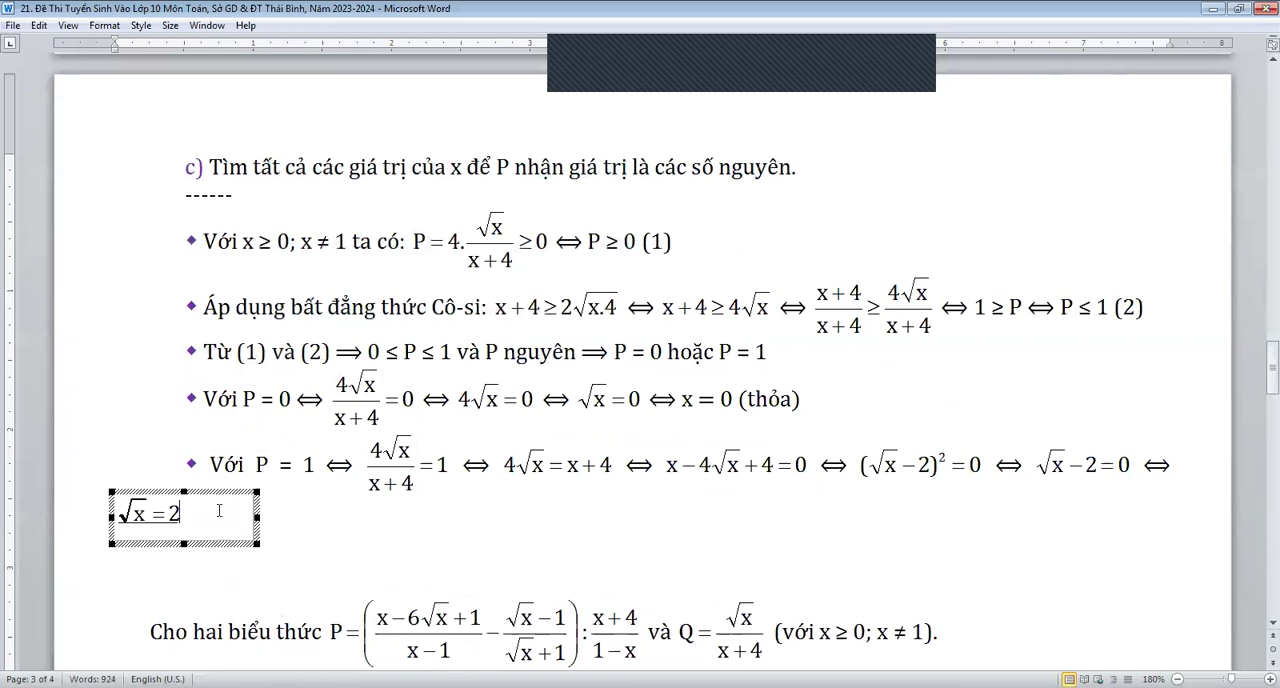 21. Đề Thi Tuyển Sinh Vào Lớp 10 Môn Toán, Sở GD & ĐT Thái Bình, Năm 2023-2024 - Microsoft Word
File Edit View Format Style Size Window Help
1 2 3 6 7 8
c) Tìm tất cả các giá trị của x để P nhận giá trị là các số nguyên.
------
◆ Với x ≥ 0; x ≠ 1 ta có: P = 4.√x/(x+4) ≥ 0 ⇔ P ≥ 0 (1)
◆ Áp dụng bất đẳng thức Cô-si: x + 4 ≥ 2√x.4 ⇔ x + 4 ≥ 4√x ⇔ (x+4)/(x+4) ≥ 4√x/(x+4) ⇔ 1 ≥ P ⇔ P ≤ 1 (2)
◆ Từ (1) và (2) ⟹ 0 ≤ P ≤ 1 và P nguyên ⟹ P = 0 hoặc P = 1
◆ Với P = 0 ⇔ 4√x/(x+4) = 0 ⇔ 4√x = 0 ⇔ √x = 0 ⇔ x = 0 (thỏa)
◆ Với P = 1 ⇔ 4√x/(x+4) = 1 ⇔ 4√x = x + 4 ⇔ x − 4√x + 4 = 0 ⇔ (√x − 2)² = 0 ⇔ √x − 2 = 0 ⇔
√x = 2
Cho hai biểu thức P = ((x − 6√x + 1)/(x − 1) − (√x − 1)/(√x + 1)) : (x + 4)/(1 − x) và Q = √x/(x + 4) (với x ≥ 0; x ≠ 1).
Page: 3 of 4 Words: 924 English (U.S.) 180%